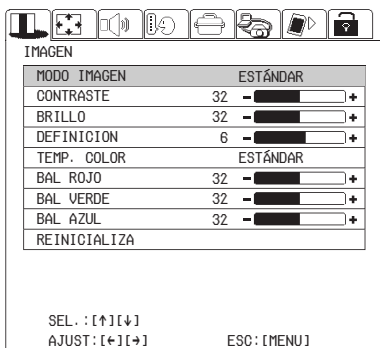 IMAGEN
MODO IMAGEN ESTÁNDAR
CONTRASTE 32 - +
BRILLO 32 - +
DEFINICION 6 - +
TEMP. COLOR ESTÁNDAR
BAL ROJO 32 - +
BAL VERDE 32 - +
BAL AZUL 32 - +
REINICIALIZA
SEL.:[↑][↓]
AJUST:[←][→] ESC:[MENU]